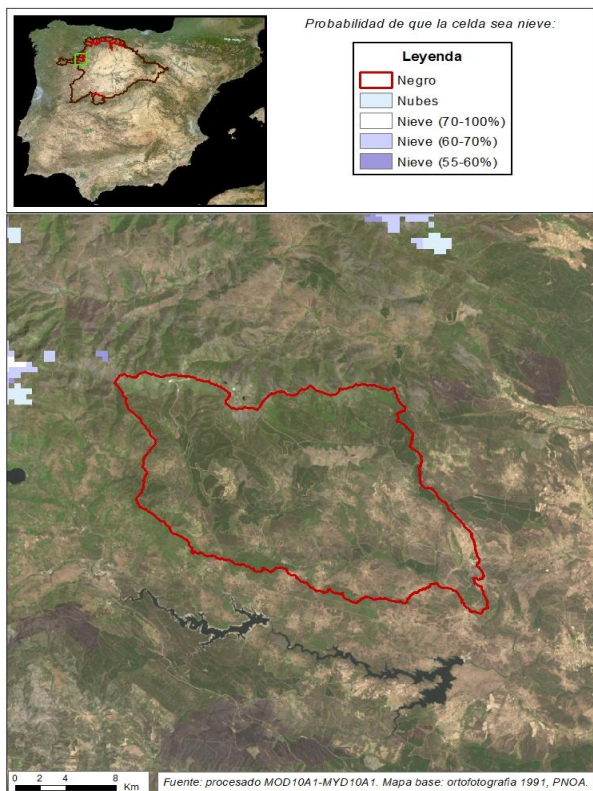 Probabilidad de que la celda sea nieve:
Leyenda
Negro
Nubes
Nieve (70-100%)
Nieve (60-70%)
Nieve (55-60%)
0 2 4 8
Km
Fuente: procesado MOD10A1-MYD10A1. Mapa base: ortofotografía 1991, PNOA.